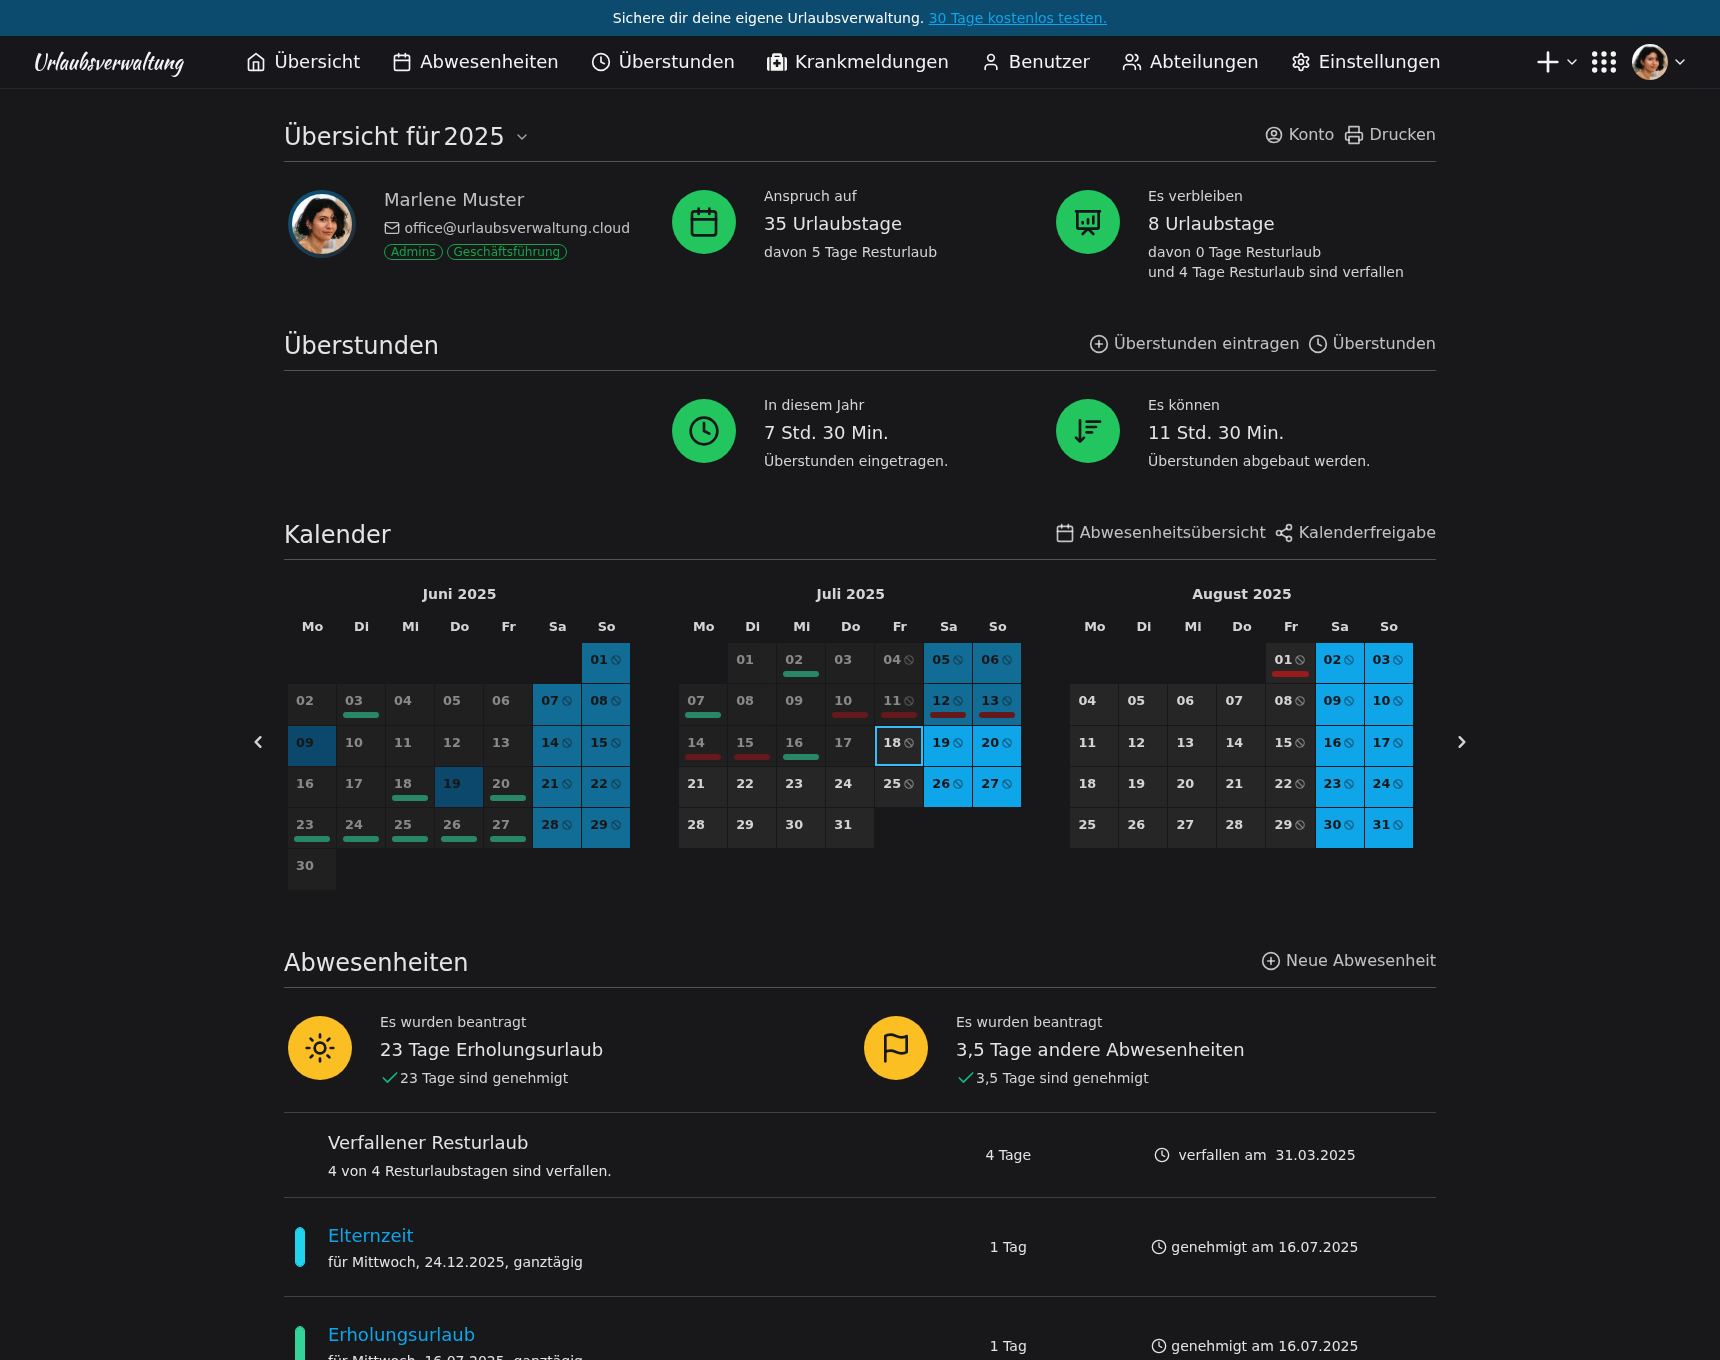 Sichere dir deine eigene Urlaubsverwaltung. 30 Tage kostenlos testen.
Urlaubsverwaltung Übersicht Abwesenheiten Überstunden Krankmeldungen Benutzer Abteilungen Einstellungen
Übersicht für 2025 Konto Drucken
Marlene Muster
office@urlaubsverwaltung.cloud
Admins Geschäftsführung
Anspruch auf
35 Urlaubstage
davon 5 Tage Resturlaub
Es verbleiben
8 Urlaubstage
davon 0 Tage Resturlaub
und 4 Tage Resturlaub sind verfallen
Überstunden Überstunden eintragen Überstunden
In diesem Jahr
7 Std. 30 Min.
Überstunden eingetragen.
Es können
11 Std. 30 Min.
Überstunden abgebaut werden.
Kalender Abwesenheitsübersicht Kalenderfreigabe
Juni 2025
Mo Di Mi Do Fr Sa So
01
02 03 04 05 06 07 08
09 10 11 12 13 14 15
16 17 18 19 20 21 22
23 24 25 26 27 28 29
30
Juli 2025
Mo Di Mi Do Fr Sa So
01 02 03 04 05 06
07 08 09 10 11 12 13
14 15 16 17 18 19 20
21 22 23 24 25 26 27
28 29 30 31
August 2025
Mo Di Mi Do Fr Sa So
01 02 03
04 05 06 07 08 09 10
11 12 13 14 15 16 17
18 19 20 21 22 23 24
25 26 27 28 29 30 31
Abwesenheiten Neue Abwesenheit
Es wurden beantragt
23 Tage Erholungsurlaub
23 Tage sind genehmigt
Es wurden beantragt
3,5 Tage andere Abwesenheiten
3,5 Tage sind genehmigt
Verfallener Resturlaub
4 von 4 Resturlaubstagen sind verfallen.
4 Tage
verfallen am 31.03.2025
Elternzeit
für Mittwoch, 24.12.2025, ganztägig
1 Tag
genehmigt am 16.07.2025
Erholungsurlaub
für Mittwoch, 16.07.2025, ganztägig
1 Tag
genehmigt am 16.07.2025